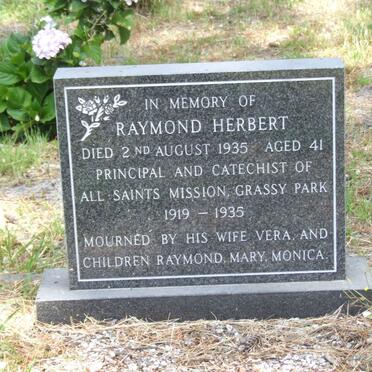 IN MEMORY OF
RAYMOND HERBERT
DIED 2ND AUGUST 1935 AGED 41
PRINCIPAL AND CATECHIST OF
ALL SAINTS MISSION, GRASSY PARK
1919 – 1935
MOURNED BY HIS WIFE VERA, AND
CHILDREN RAYMOND, MARY, MONICA.